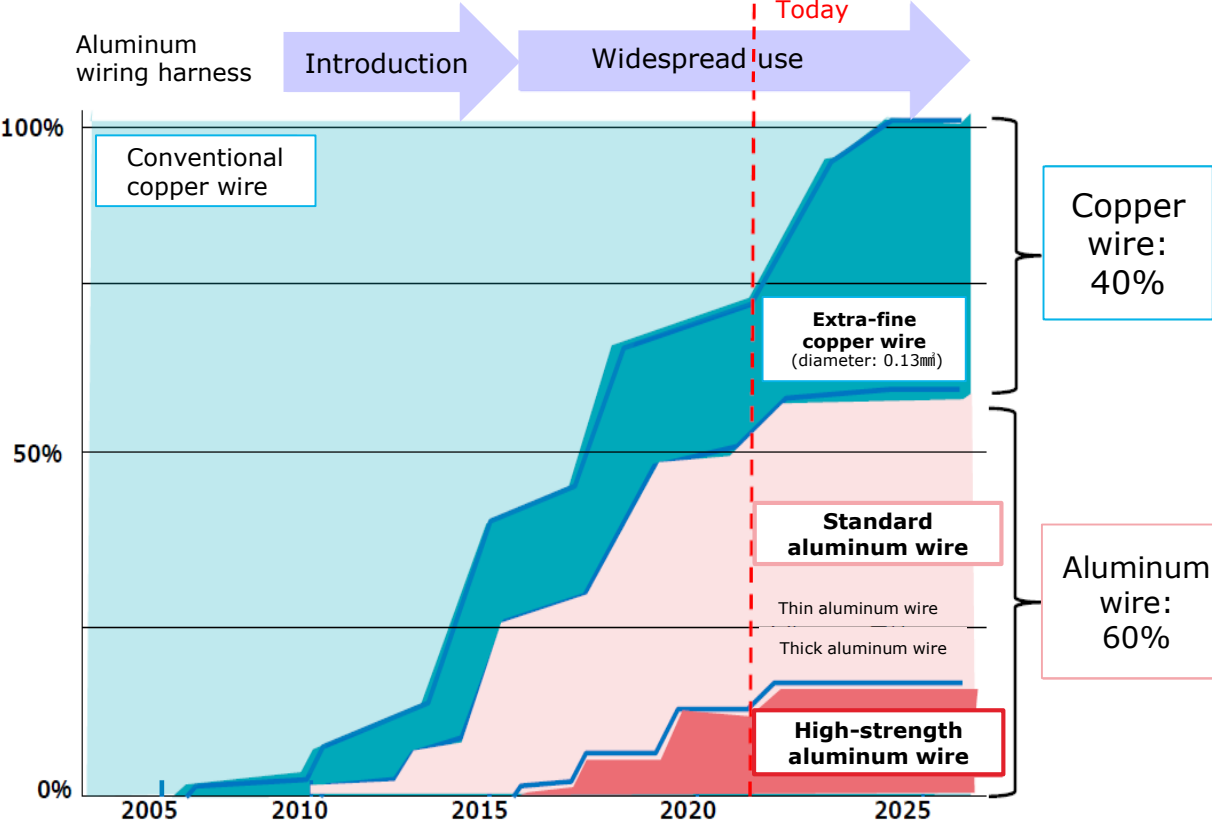 Today
Aluminum
wiring harness
Introduction
Widespread use
100%
Conventional
copper wire
Copper
wire:
40%
Extra-fine
copper wire
(diameter: 0.13㎟)
50%
Standard
aluminum wire
Aluminum
wire:
60%
Thin aluminum wire
Thick aluminum wire
High-strength
aluminum wire
0%
2005
2010
2015
2020
2025